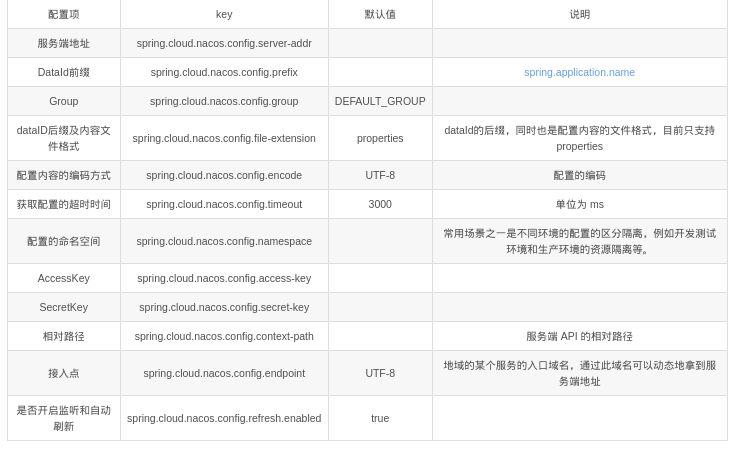 配置项 key 默认值 说明
服务端地址 spring.cloud.nacos.config.server-addr
DataId前缀 spring.cloud.nacos.config.prefix spring.application.name
Group spring.cloud.nacos.config.group DEFAULT_GROUP
dataID后缀及内容文
件格式 spring.cloud.nacos.config.file-extension properties dataId的后缀，同时也是配置内容的文件格式，目前只支持
properties
配置内容的编码方式 spring.cloud.nacos.config.encode UTF-8 配置的编码
获取配置的超时时间 spring.cloud.nacos.config.timeout 3000 单位为 ms
配置的命名空间 spring.cloud.nacos.config.namespace 常用场景之一是不同环境的配置的区分隔离，例如开发测试
环境和生产环境的资源隔离等。
AccessKey spring.cloud.nacos.config.access-key
SecretKey spring.cloud.nacos.config.secret-key
相对路径 spring.cloud.nacos.config.context-path 服务端 API 的相对路径
接入点 spring.cloud.nacos.config.endpoint UTF-8 地域的某个服务的入口域名，通过此域名可以动态地拿到服
务端地址
是否开启监听和自动
刷新 spring.cloud.nacos.config.refresh.enabled true